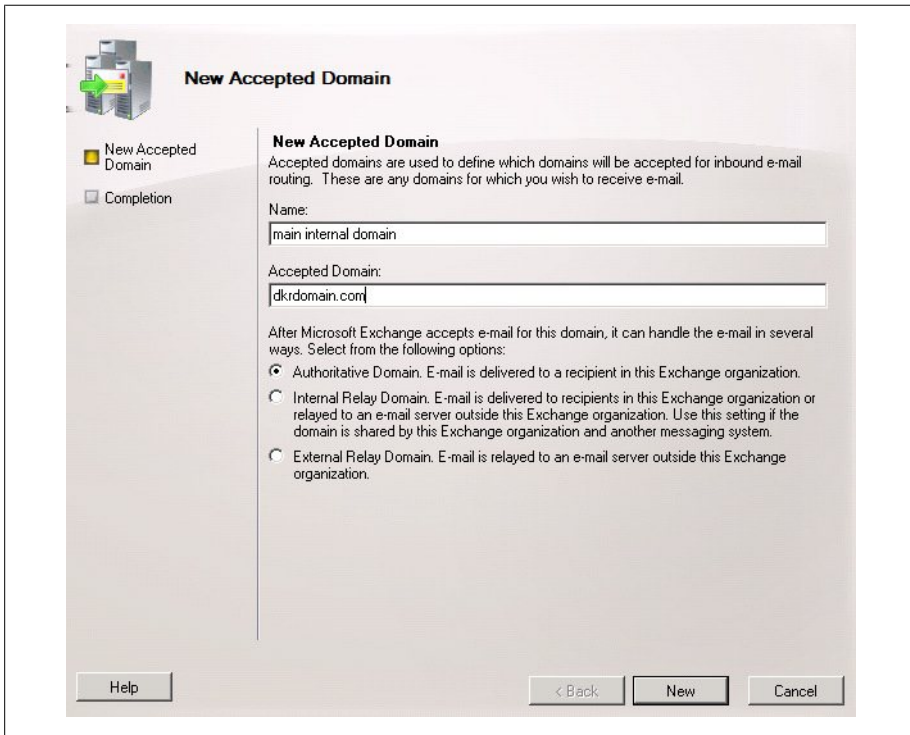 New Accepted Domain
New Accepted
Domain
Completion
New Accepted Domain
Accepted domains are used to define which domains will be accepted for inbound e-mail
routing. These are any domains for which you wish to receive e-mail.
Name:
main internal domain
Accepted Domain:
dkrdomain.com
After Microsoft Exchange accepts e-mail for this domain, it can handle the e-mail in several
ways. Select from the following options:
Authoritative Domain. E-mail is delivered to a recipient in this Exchange organization.
Internal Relay Domain. E-mail is delivered to recipients in this Exchange organization or
relayed to an e-mail server outside this Exchange organization. Use this setting if the
domain is shared by this Exchange organization and another messaging system.
External Relay Domain. E-mail is relayed to an e-mail server outside this Exchange
organization.
Help
< Back
New
Cancel